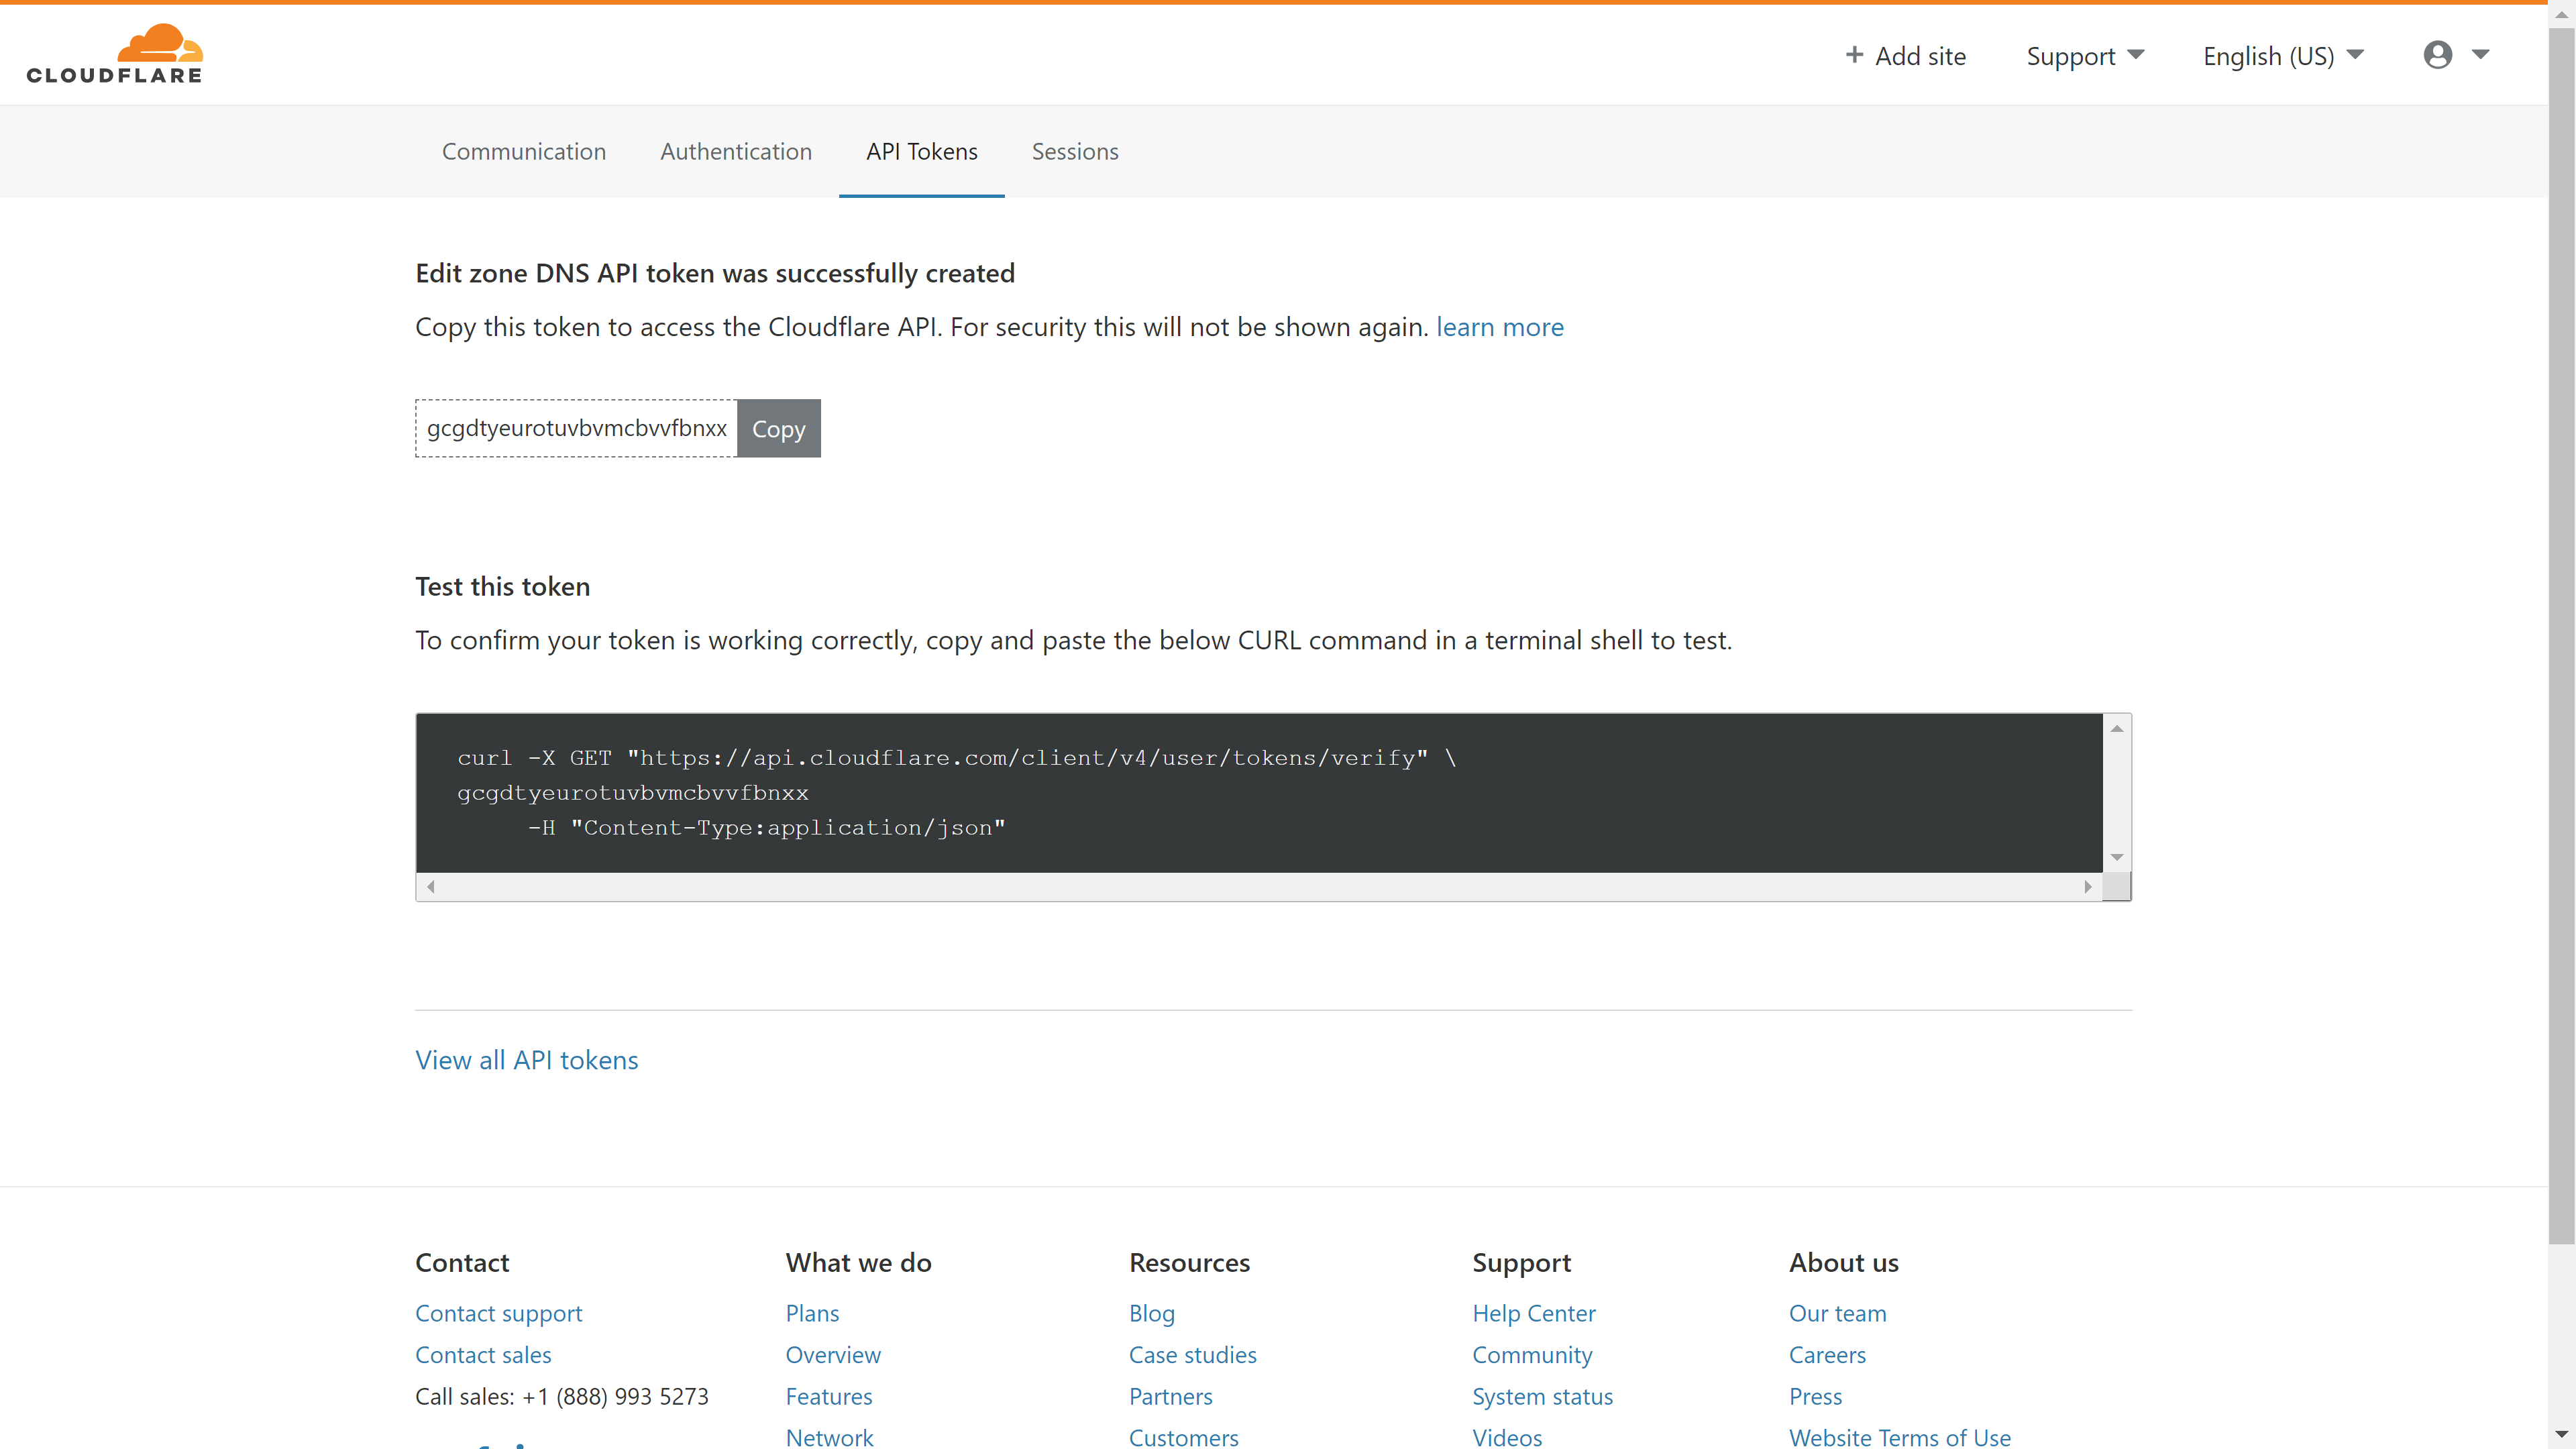 CLOUDFLARE
+ Add site
Support
English (US)
Communication
Authentication
API Tokens
Sessions
Edit zone DNS API token was successfully created
Copy this token to access the Cloudflare API. For security this will not be shown again. learn more
gcgdtyeurotuvbvmcbvvfbnxx
Copy
Test this token
To confirm your token is working correctly, copy and paste the below CURL command in a terminal shell to test.
curl -X GET "https://api.cloudflare.com/client/v4/user/tokens/verify" \
gcgdtyeurotuvbvmcbvvfbnxx
-H "Content-Type:application/json"
View all API tokens
Contact
Contact support
Contact sales
Call sales: +1 (888) 993 5273
What we do
Plans
Overview
Features
Network
Resources
Blog
Case studies
Partners
Customers
Support
Help Center
Community
System status
Videos
About us
Our team
Careers
Press
Website Terms of Use